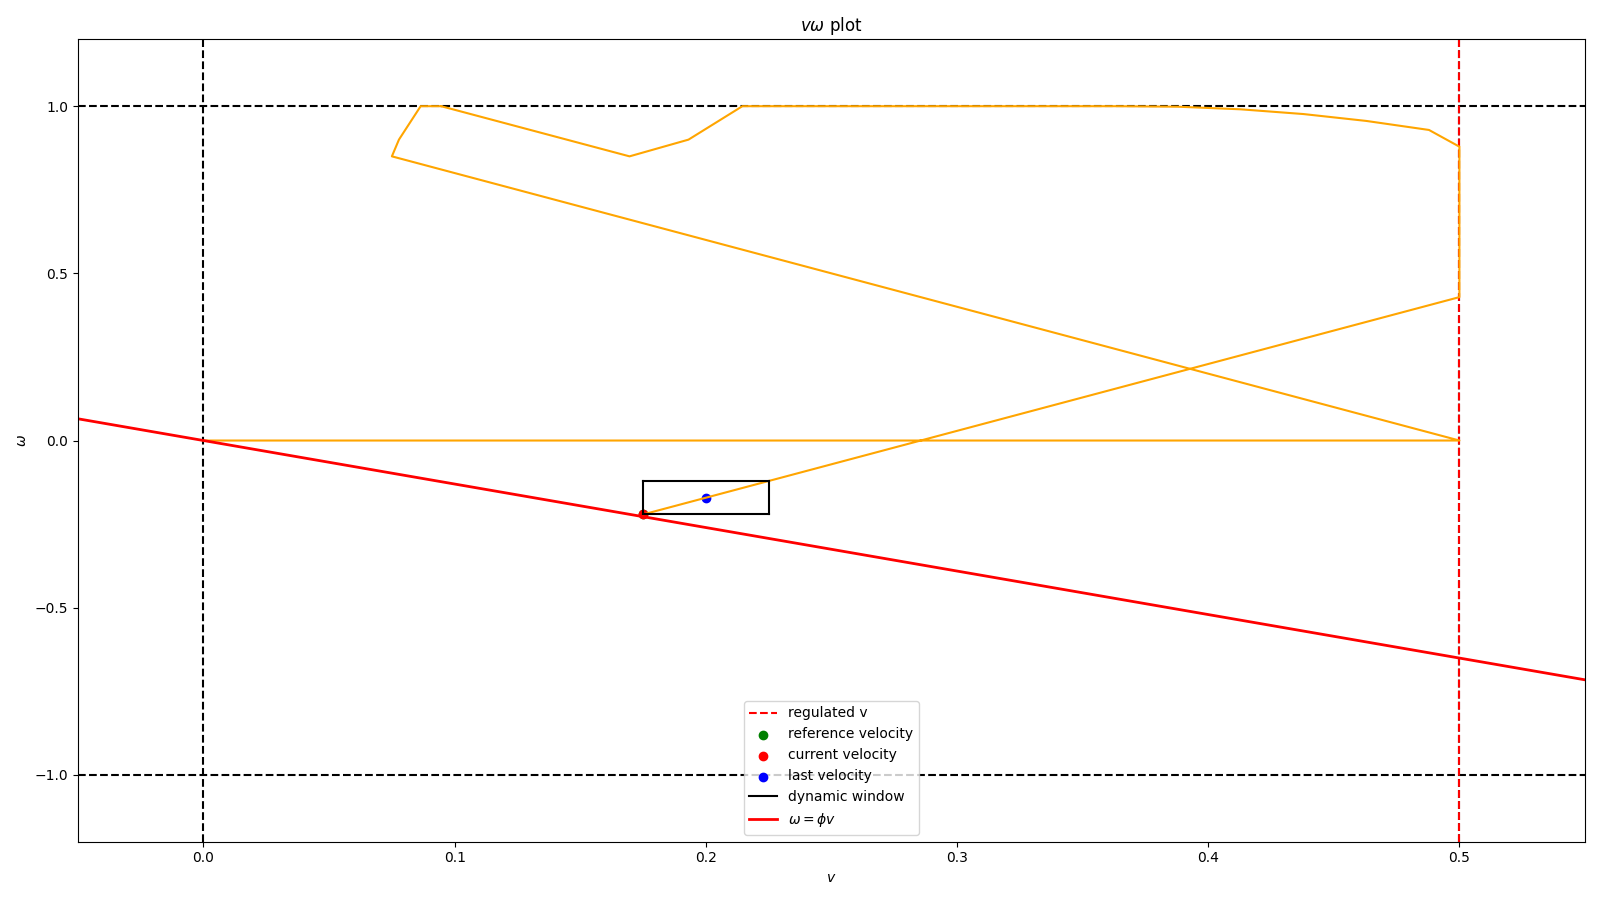 vω plot
1.0
0.5
0.0
−0.5
−1.0
ω
regulated v
reference velocity
current velocity
last velocity
dynamic window
ω = ϕv
0.0 0.1 0.2 0.3 0.4 0.5
v